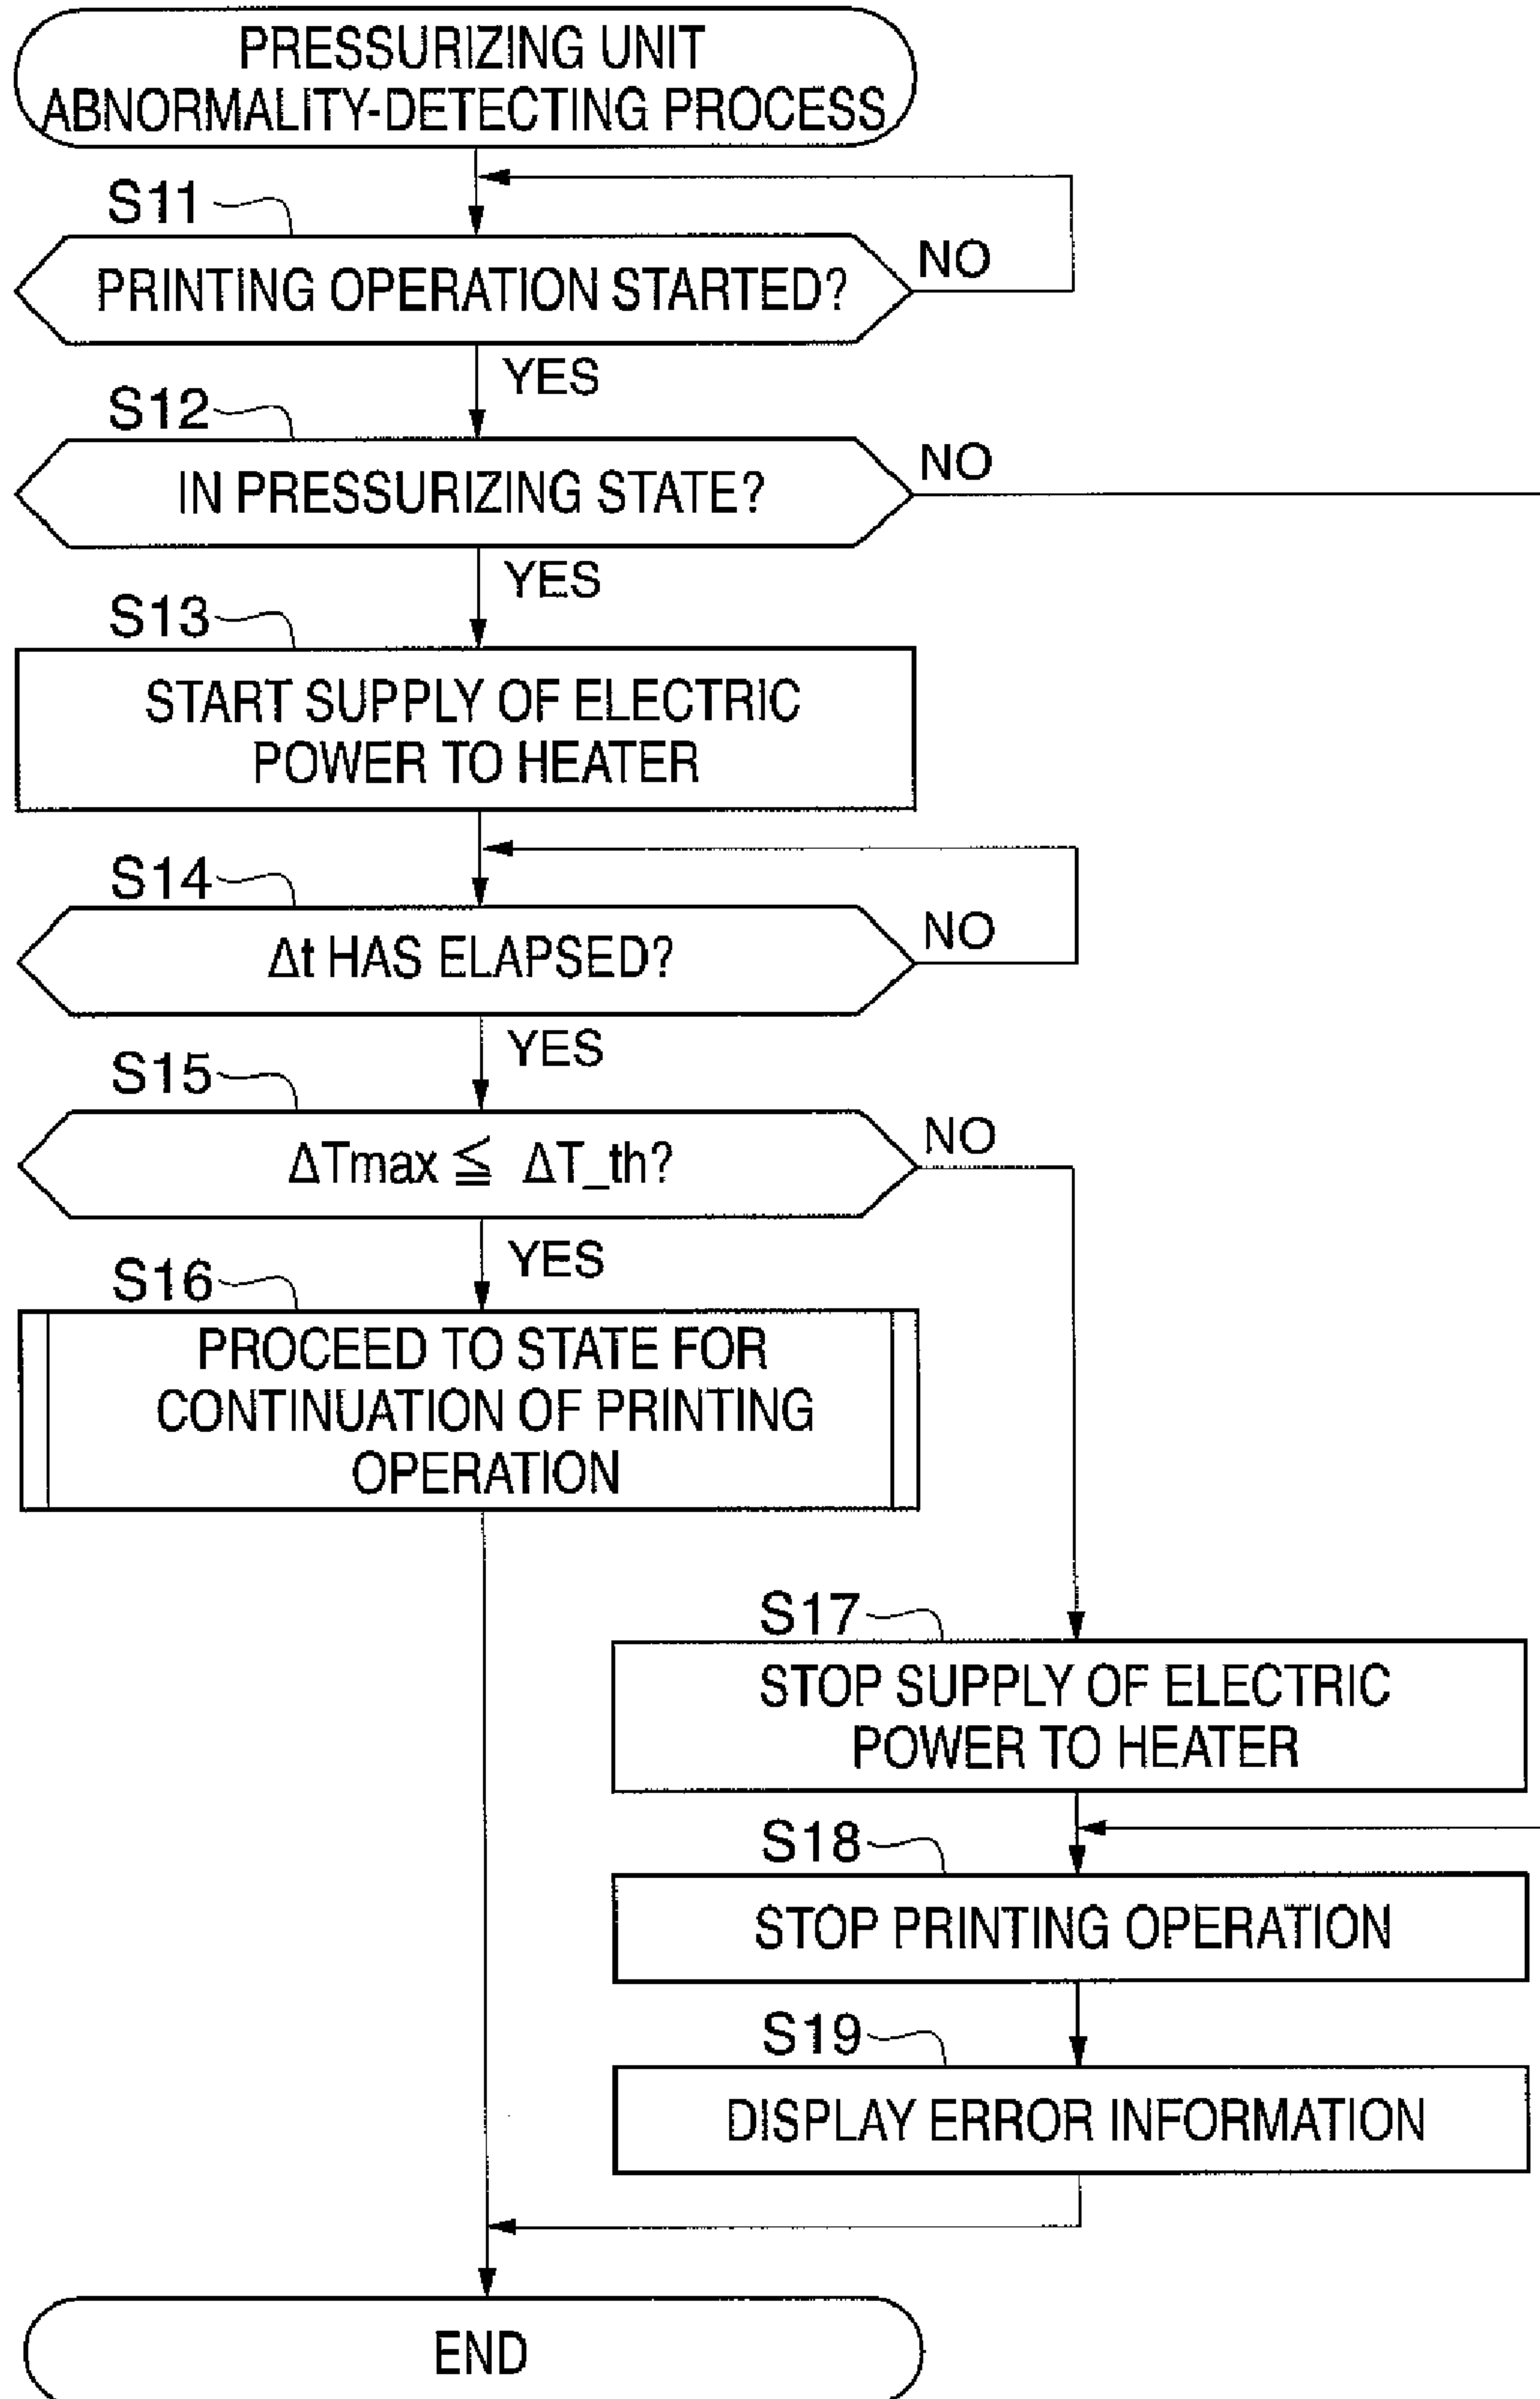 PRESSURIZING UNIT
ABNORMALITY-DETECTING PROCESS
S11
PRINTING OPERATION STARTED?
NO
YES
S12
IN PRESSURIZING STATE?
NO
YES
S13
START SUPPLY OF ELECTRIC
POWER TO HEATER
S14
Δt HAS ELAPSED?
NO
YES
S15
ΔTmax ≦ ΔT_th?
NO
YES
S16
PROCEED TO STATE FOR
CONTINUATION OF PRINTING
OPERATION
S17
STOP SUPPLY OF ELECTRIC
POWER TO HEATER
S18
STOP PRINTING OPERATION
S19
DISPLAY ERROR INFORMATION
END